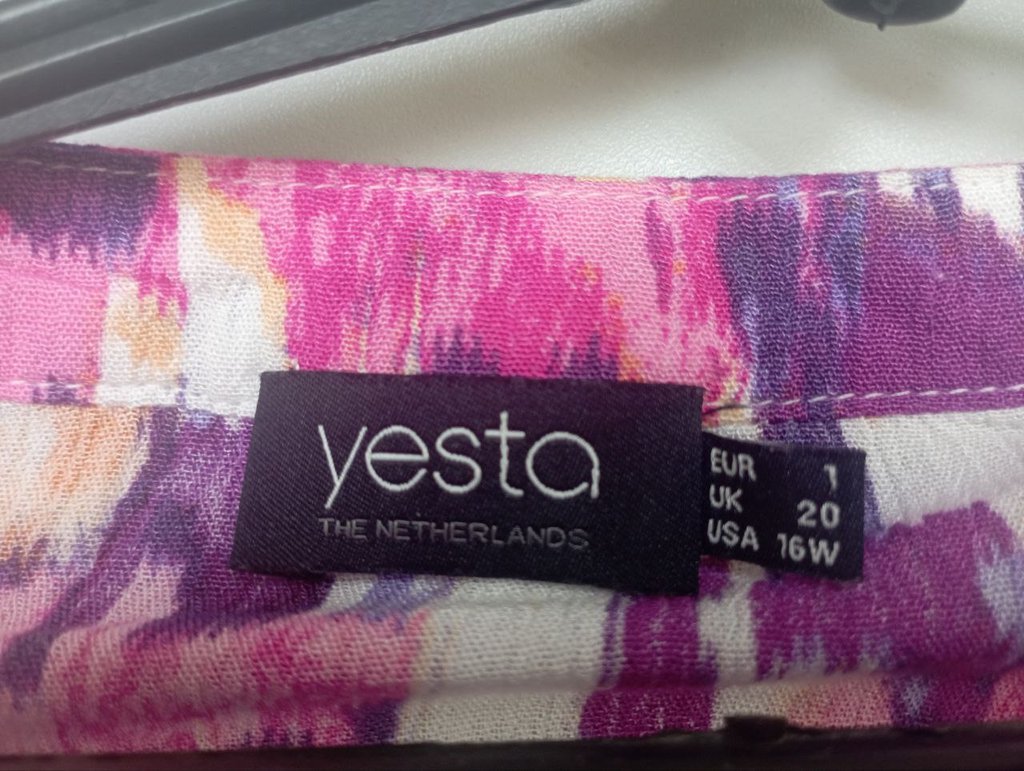 yesta
THE NETHERLANDS
EUR 1
UK 20
USA 16W